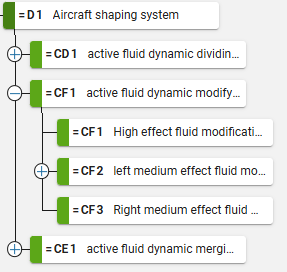 =D1 Aircraft shaping system
=CD1 active fluid dynamic dividin...
=CF1 active fluid dynamic modify...
=CF1 High effect fluid modificati...
=CF2 left medium effect fluid mo...
=CF3 Right medium effect fluid ...
=CE1 active fluid dynamic mergi...